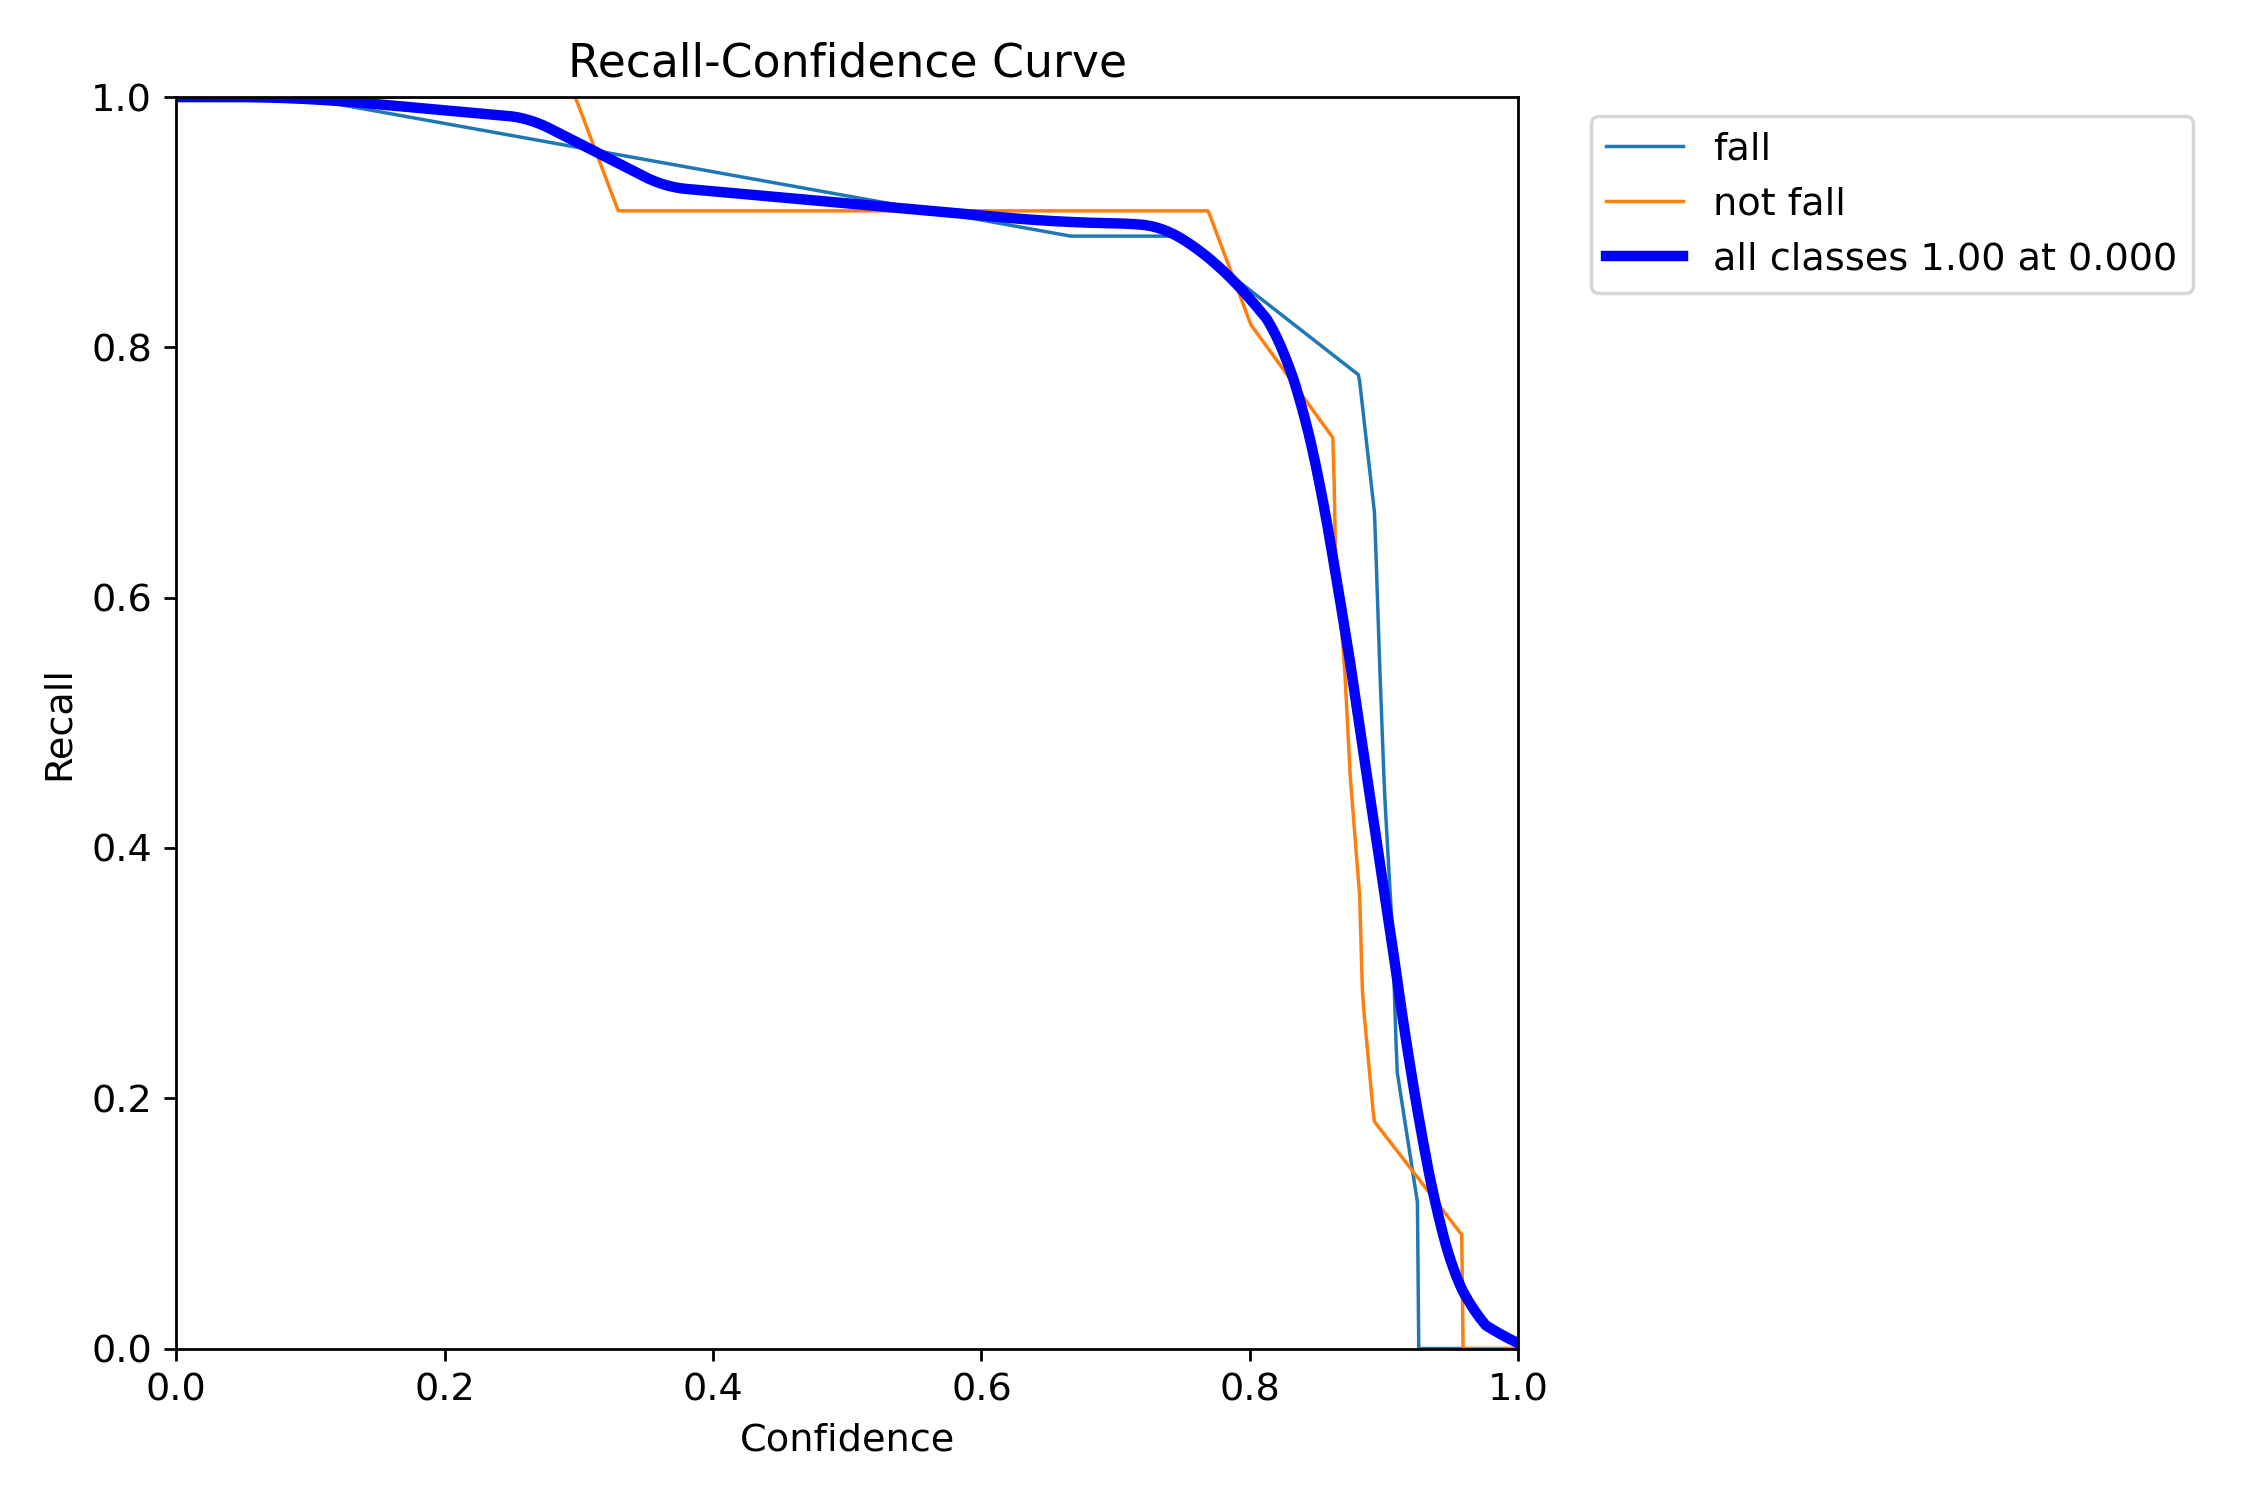 Recall-Confidence Curve
1.0
0.8
0.6
0.4
0.2
0.0
Recall
0.0 0.2 0.4 0.6 0.8 1.0
Confidence
fall
not fall
all classes 1.00 at 0.000